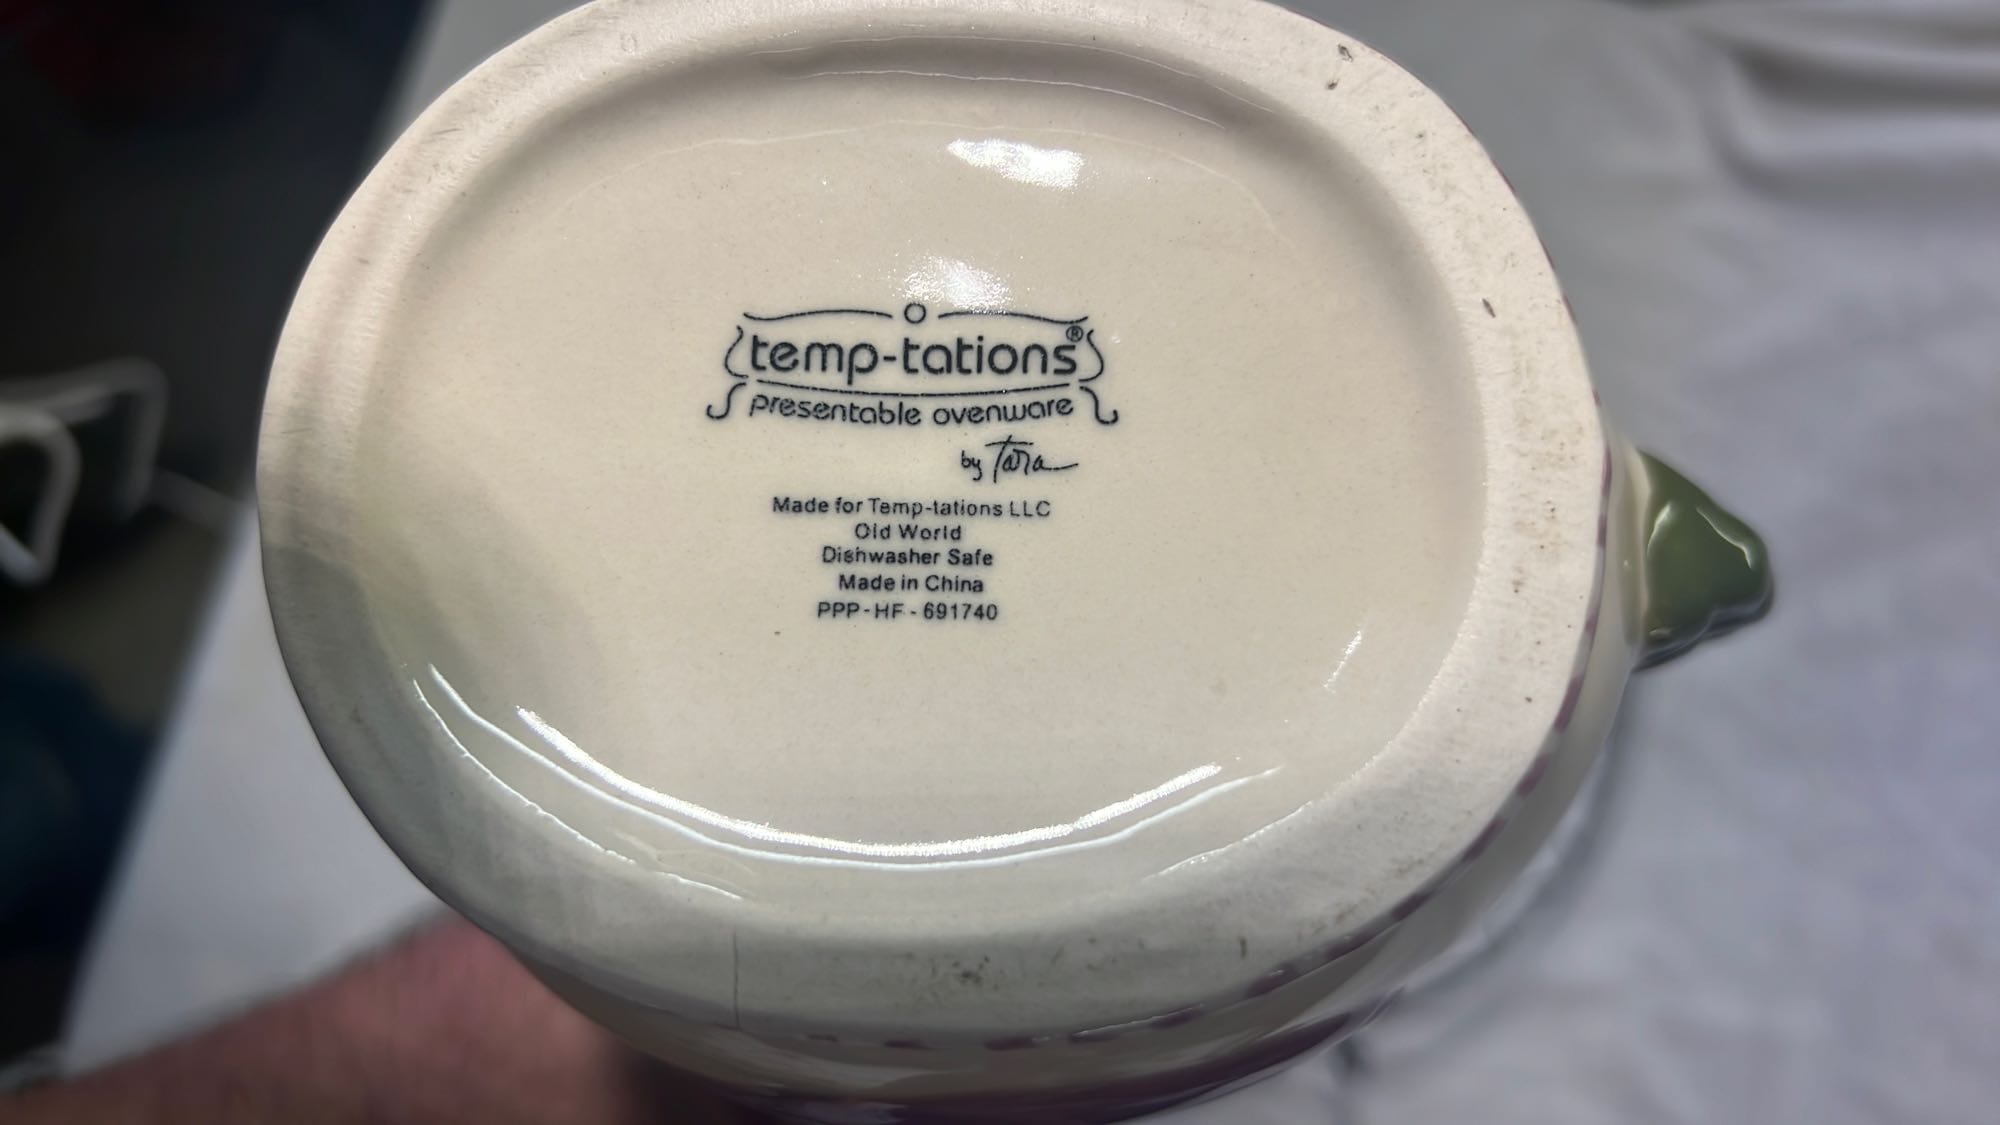 temp-tations®
presentable ovenware
by Tara
Made for Temp-tations LLC
Old World
Dishwasher Safe
Made in China
PPP-HF-691740